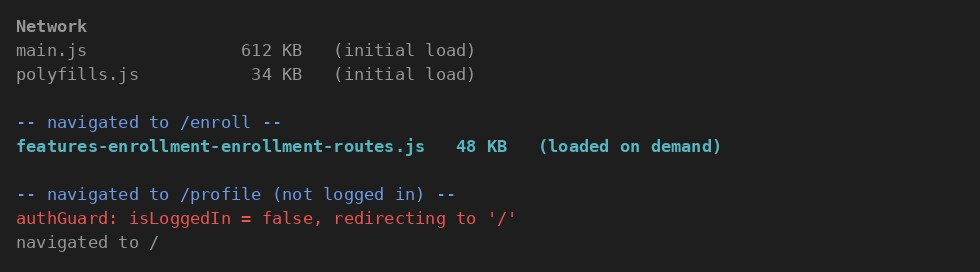 Network
main.js 612 KB (initial load)
polyfills.js 34 KB (initial load)
-- navigated to /enroll --
features-enrollment-enrollment-routes.js 48 KB (loaded on demand)
-- navigated to /profile (not logged in) --
authGuard: isLoggedIn = false, redirecting to '/'
navigated to /